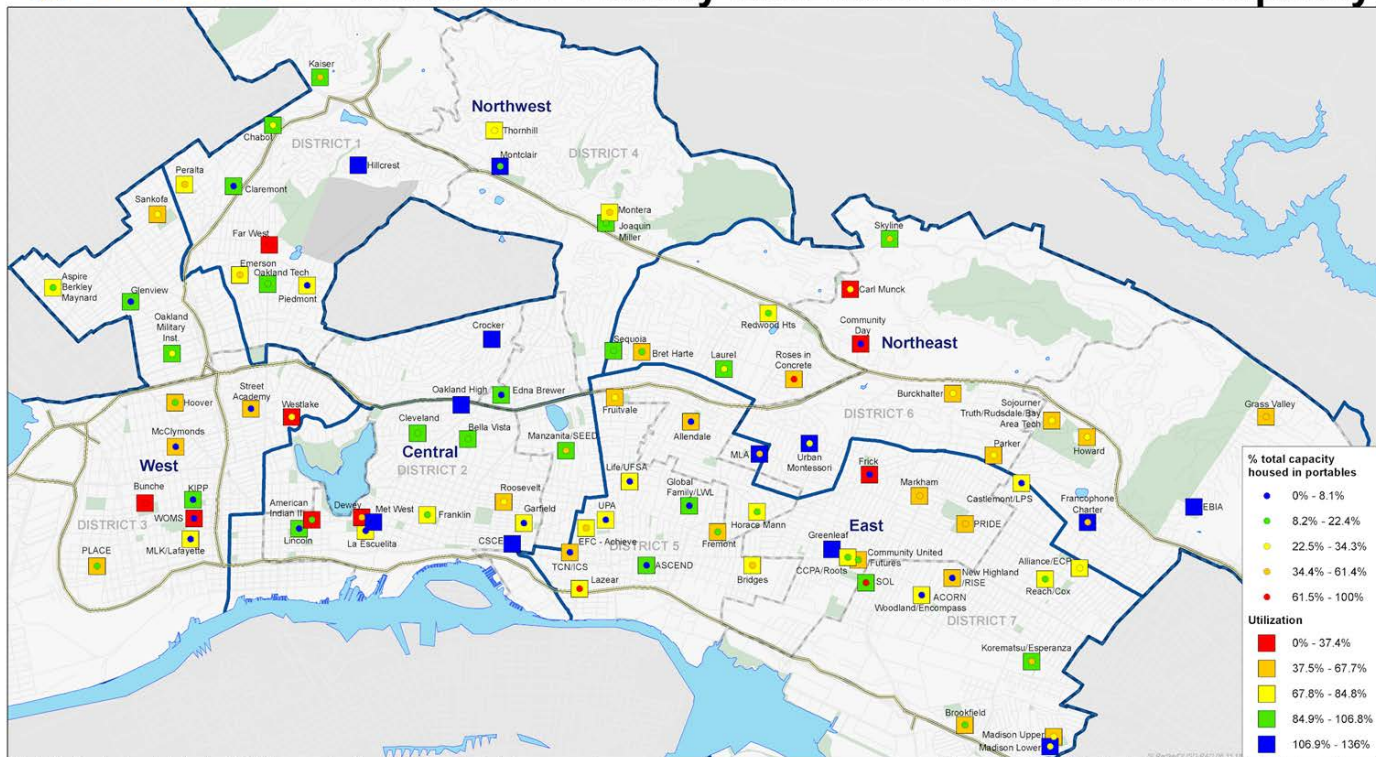 Kaiser
Northwest
Thornhill
Chabot
DISTRICT 1
DISTRICT 4
Montclair
Hillcrest
Peralta
Claremont
Sankofa
Montera
Joaquin
Miller
Skyline
Far West
Emerson
Oakland Tech
Piedmont
Aspire
Berkley
Maynard
Glenview
Carl Munck
Redwood Hts
Community
Day
Northeast
Oakland
Military
Inst.
Crocker
Sequoia
Bret Harte
Laurel
Roses in
Concrete
Street
Academy
Hoover
Westlake
Oakland High
Edna Brewer
Fruitvale
Burckhalter
DISTRICT 6
Sojourner
Truth/Rudsdale/Bay
Area Tech
Grass Valley
Cleveland
Bella Vista
Allendale
McClymonds
Manzanita/SEED
Howard
Parker
West
Central
DISTRICT 2
MLA
Urban
Montessori
Bunche
KIPP
Life/UFSA
Global
Family/LWL
Frick
Markham
Castlemont/LPS
Francophone
Charter
EBIA
WOMS
American
Indian II
Dewey
Met West
Roosevelt
Franklin
Garfield
UPA
Horace Mann
East
DISTRICT 3
Lincoln
La Escuelita
EFC - Achieve
DISTRICT 5
Fremont
PRIDE
MLK/Lafayette
CSCE
Greenleaf
PLACE
TCN/ICS
ASCEND
Bridges
CCPA/Roots
Community United
/Futures
Alliance/ECP
Lazear
SOL
New Highland
/RISE
Reach/Cox
ACORN
Woodland/Encompass
DISTRICT 7
Korematsu/Esperanza
Brookfield
Madison Upper
Madison Lower
% total capacity
housed in portables
0% - 8.1%
8.2% - 22.4%
22.5% - 34.3%
34.4% - 61.4%
61.5% - 100%
Utilization
0% - 37.4%
37.5% - 67.7%
67.8% - 84.8%
84.9% - 106.8%
106.9% - 136%